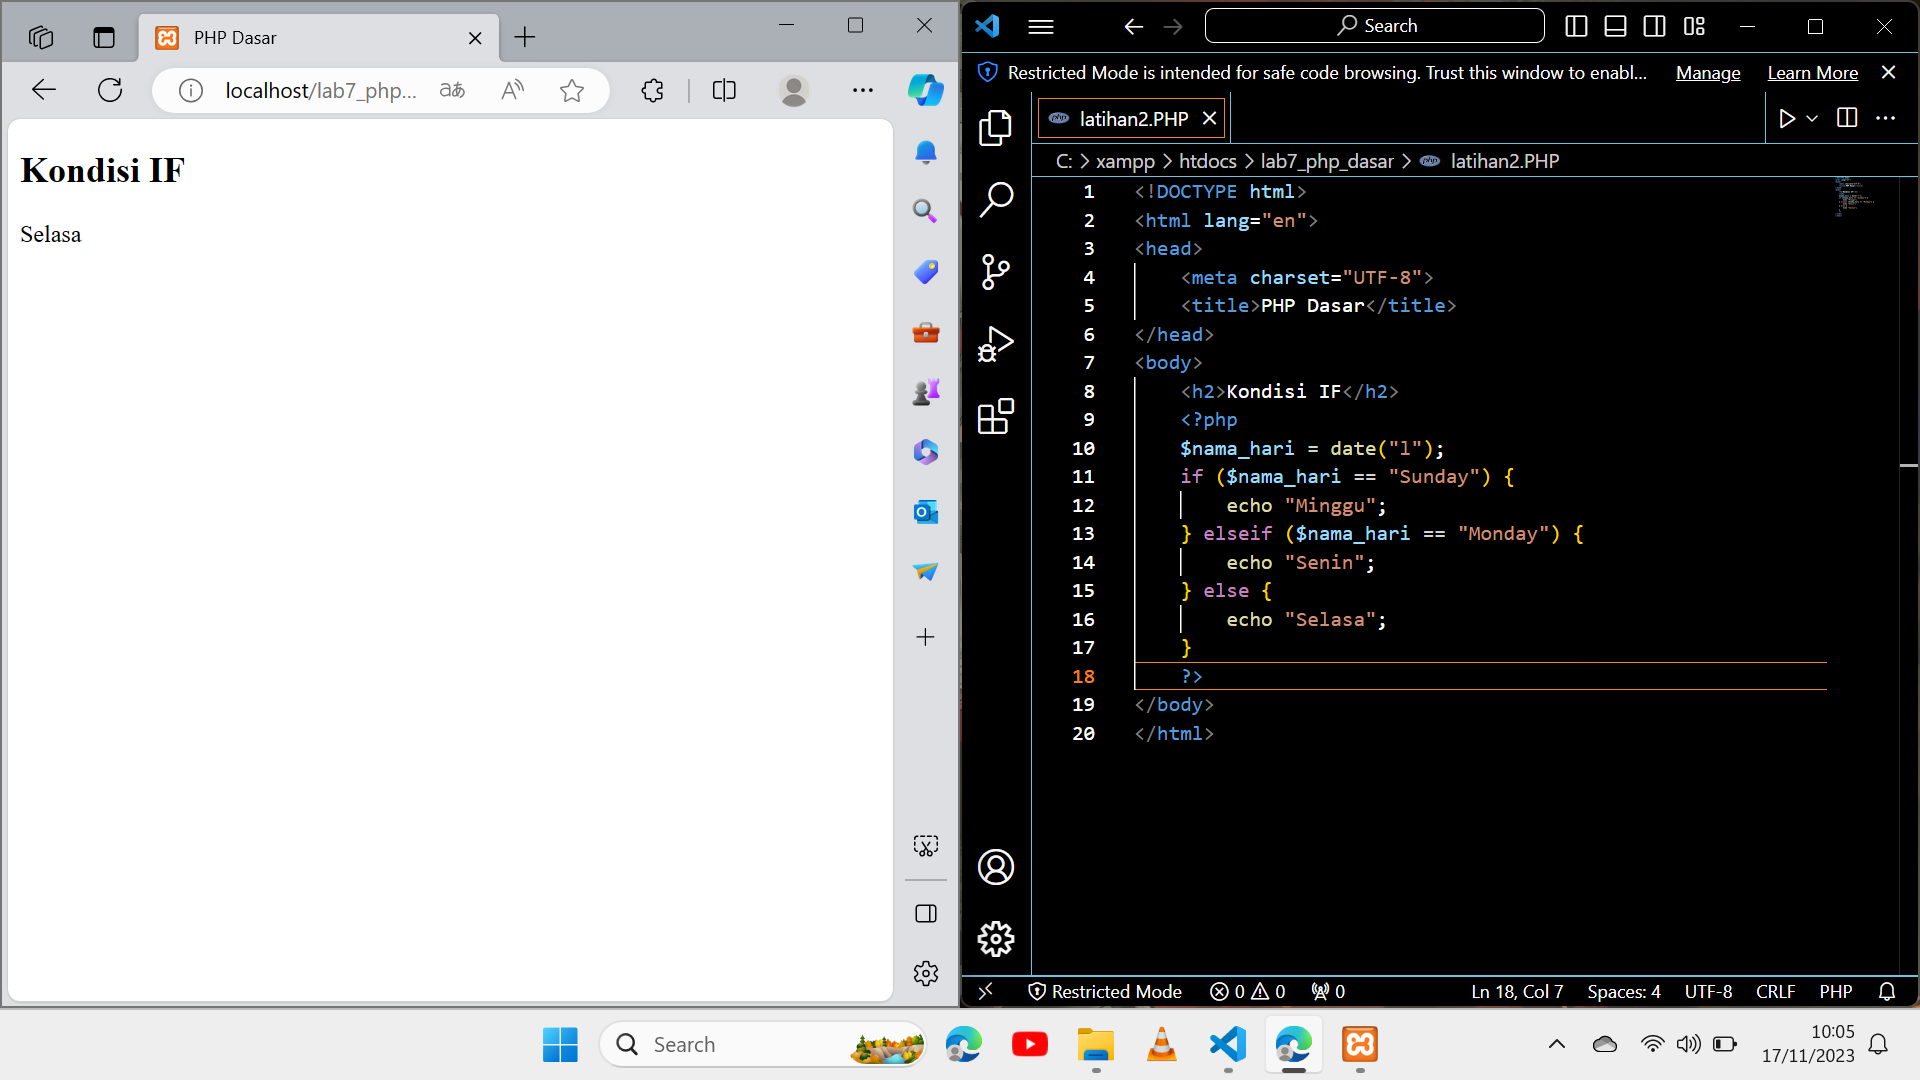 PHP Dasar
localhost/lab7_php...
Kondisi IF
Selasa
Search
Restricted Mode is intended for safe code browsing. Trust this window to enabl... Manage Learn More
php latihan2.PHP
C: > xampp > htdocs > lab7_php_dasar > php latihan2.PHP
1 <!DOCTYPE html>
2 <html lang="en">
3 <head>
4     <meta charset="UTF-8">
5     <title>PHP Dasar</title>
6 </head>
7 <body>
8     <h2>Kondisi IF</h2>
9     <?php
10     $nama_hari = date("l");
11     if ($nama_hari == "Sunday") {
12         echo "Minggu";
13     } elseif ($nama_hari == "Monday") {
14         echo "Senin";
15     } else {
16         echo "Selasa";
17     }
18     ?>
19 </body>
20 </html>
Restricted Mode 0 0 0 Ln 18, Col 7 Spaces: 4 UTF-8 CRLF PHP
Search
10:05
17/11/2023